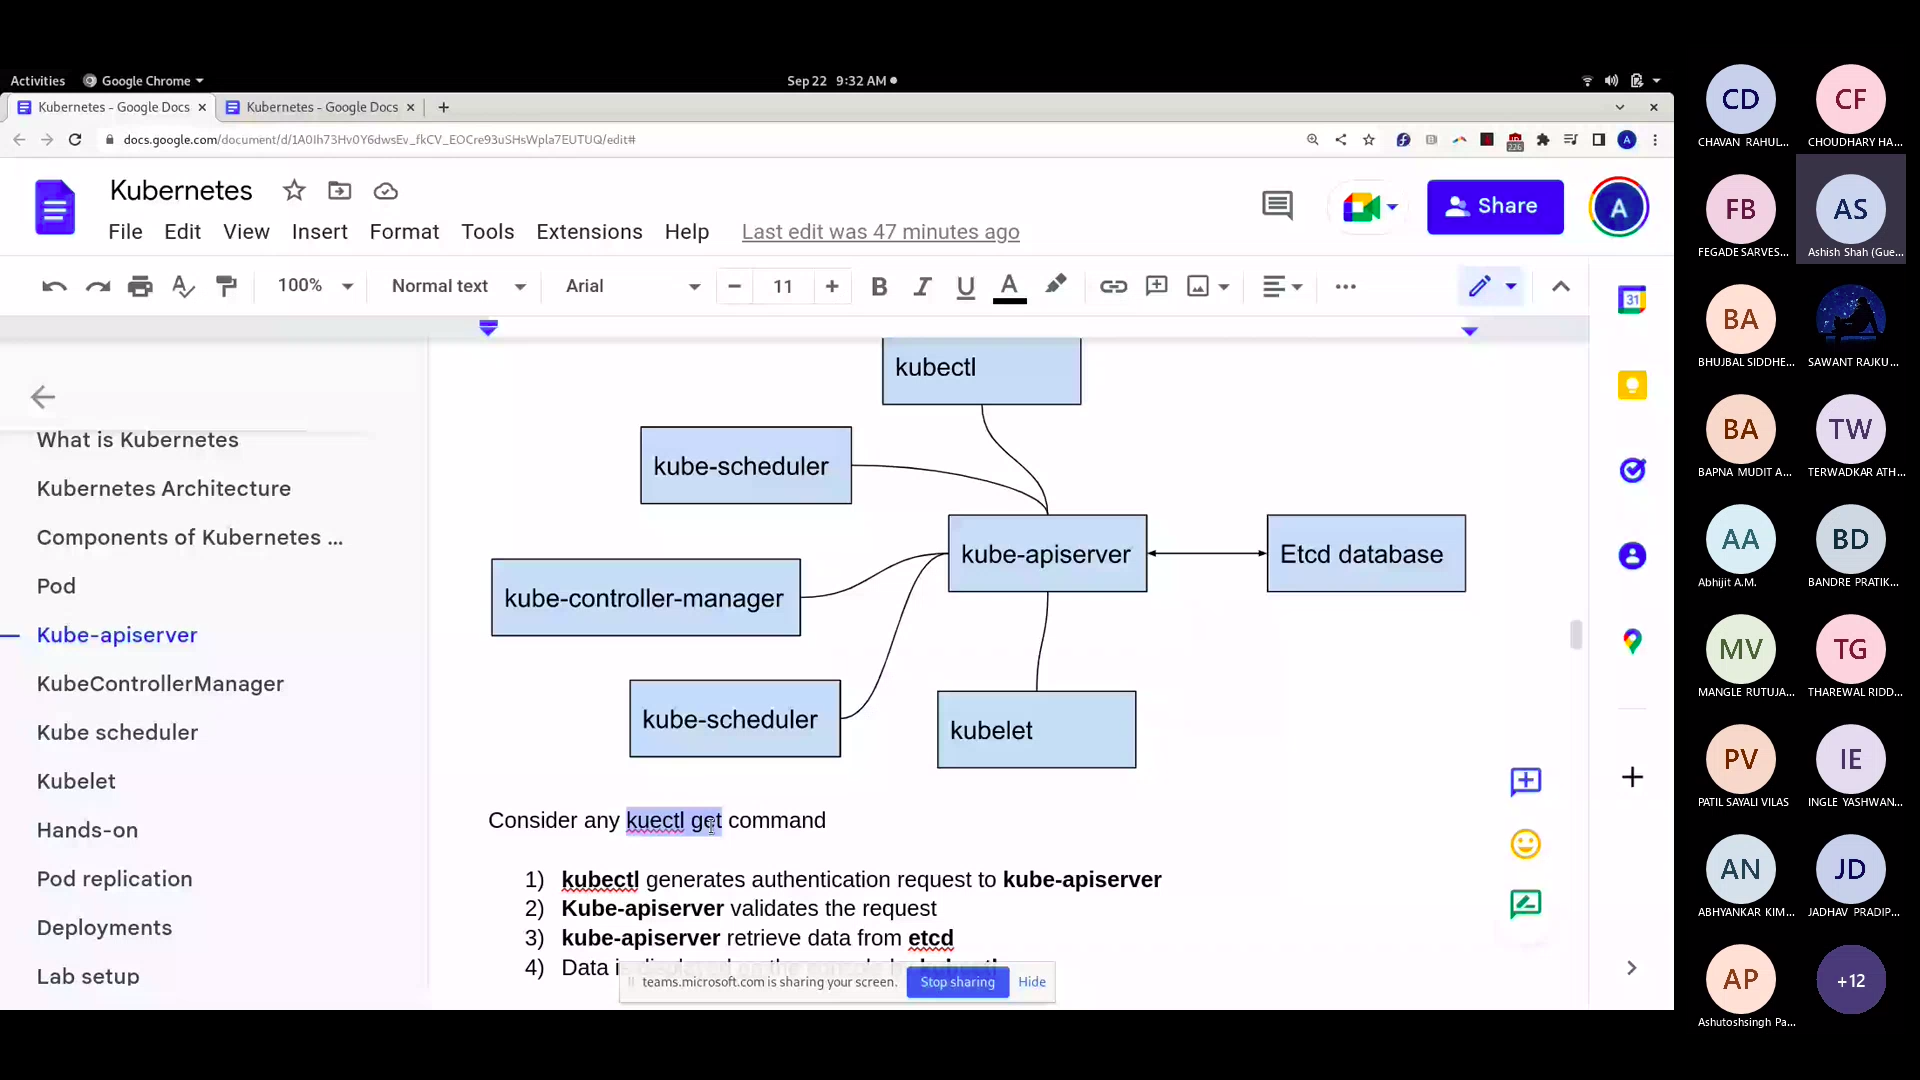 Activities Google Chrome Sep 22 9:32 AM
Kubernetes - Google Docs Kubernetes - Google Docs
docs.google.com/document/d/1A0Ih73Hv0Y6dwsEv_fkCV_EOCre93uSHsWpla7EUTUQ/edit#
226 A
Kubernetes
File Edit View Insert Format Tools Extensions Help Last edit was 47 minutes ago
Share A
100% Normal text Arial 11 B I U A
31
What is Kubernetes
Kubernetes Architecture
Components of Kubernetes ...
Pod
Kube-apiserver
KubeControllerManager
Kube scheduler
Kubelet
Hands-on
Pod replication
Deployments
Lab setup
kubectl
kube-scheduler
kube-apiserver Etcd database
kube-controller-manager
kube-scheduler
kubelet
Consider any kuectl get command
1) kubectl generates authentication request to kube-apiserver
2) Kube-apiserver validates the request
3) kube-apiserver retrieve data from etcd
4) Data
teams.microsoft.com is sharing your screen. Stop sharing Hide
CD CF
CHAVAN RAHUL... CHOUDHARY HA...
FB AS
FEGADE SARVES... Ashish Shah (Gue...
BA
BHUJBAL SIDDHE... SAWANT RAJKU...
BA TW
BAPNA MUDIT A... TERWADKAR ATH...
AA BD
Abhijit A.M. BANDRE PRATIK...
MV TG
MANGLE RUTUJA... THAREWAL RIDD...
PV IE
PATIL SAYALI VILAS INGLE YASHWAN...
AN JD
ABHYANKAR KIM... JADHAV PRADIP...
AP +12
Ashutoshsingh Pa...